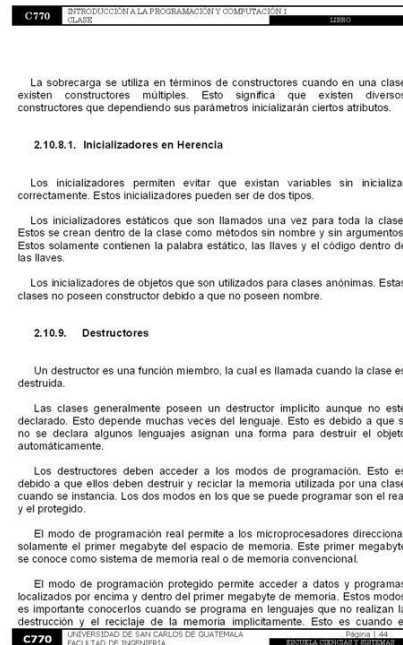 C770
INTRODUCCIÓN A LA PROGRAMACIÓN Y COMPUTACIÓN 1
CLASE
LIBRO
La sobrecarga se utiliza en términos de constructores cuando en una clase
existen constructores múltiples. Esto significa que existen diversos
constructores que dependiendo sus parámetros inicializarán ciertos atributos.
2.10.8.1. Inicializadores en Herencia
Los inicializadores permiten evitar que existan variables sin inicializa
correctamente. Estos inicializadores pueden ser de dos tipos.
Los inicializadores estáticos que son llamados una vez para toda la clase
Estos se crean dentro de la clase como métodos sin nombre y sin argumentos
Estos solamente contienen la palabra estático, las llaves y el código dentro de
las llaves.
Los inicializadores de objetos que son utilizados para clases anónimas. Estas
clases no poseen constructor debido a que no poseen nombre.
2.10.9. Destructores
Un destructor es una función miembro, la cual es llamada cuando la clase es
destruida.
Las clases generalmente poseen un destructor implícito aunque no esté
declarado. Esto depende muchas veces del lenguaje. Esto es debido a que s
no se declara algunos lenguajes asignan una forma para destruir el objeto
automáticamente.
Los destructores deben acceder a los modos de programación. Esto es
debido a que ellos deben destruir y reciclar la memoria utilizada por una clase
cuando se instancia. Los dos modos en los que se puede programar son el rea
y el protegido.
El modo de programación real permite a los microprocesadores direcciona
solamente el primer megabyte del espacio de memoria. Este primer megabyte
se conoce como sistema de memoria real o de memoria convencional.
El modo de programación protegido permite acceder a datos y programas
localizados por encima y dentro del primer megabyte de memoria. Estos modos
es importante conocerlos cuando se programa en lenguajes que no realizan la
destrucción y el reciclaje de la memoria implícitamente. Esto es cuando e
C770
UNIVERSIDAD DE SAN CARLOS DE GUATEMALA
FACULTAD DE INGENIERÍA
Página | 44
ESCUELA CIENCIAS Y SISTEMAS